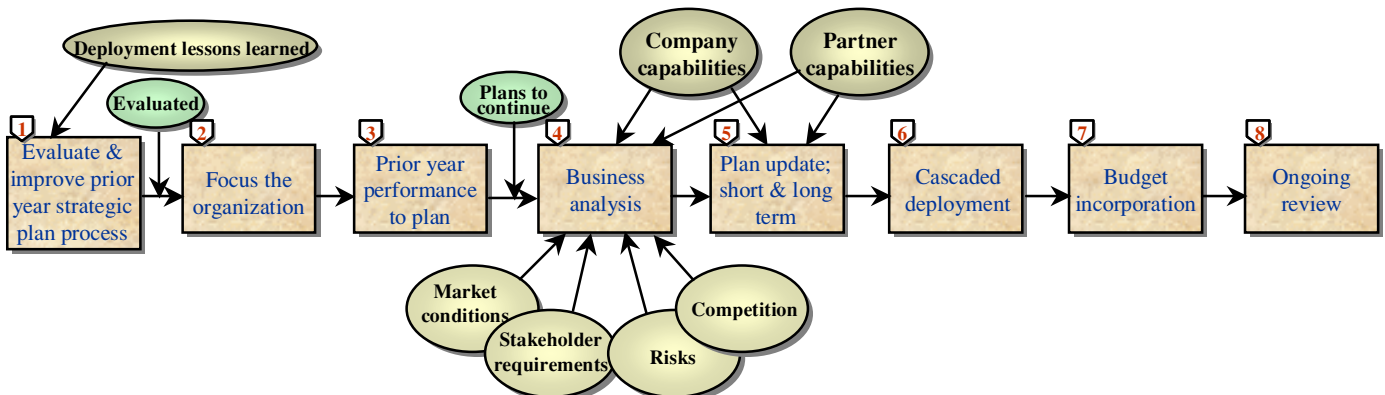 Deployment lessons learned
Evaluated
Plans to
continue
Company
capabilities
Partner
capabilities
1
Evaluate &
improve prior
year strategic
plan process
2
Focus the
organization
3
Prior year
performance
to plan
4
Business
analysis
5
Plan update;
short & long
term
6
Cascaded
deployment
7
Budget
incorporation
8
Ongoing
review
Market
conditions
Stakeholder
requirements
Risks
Competition